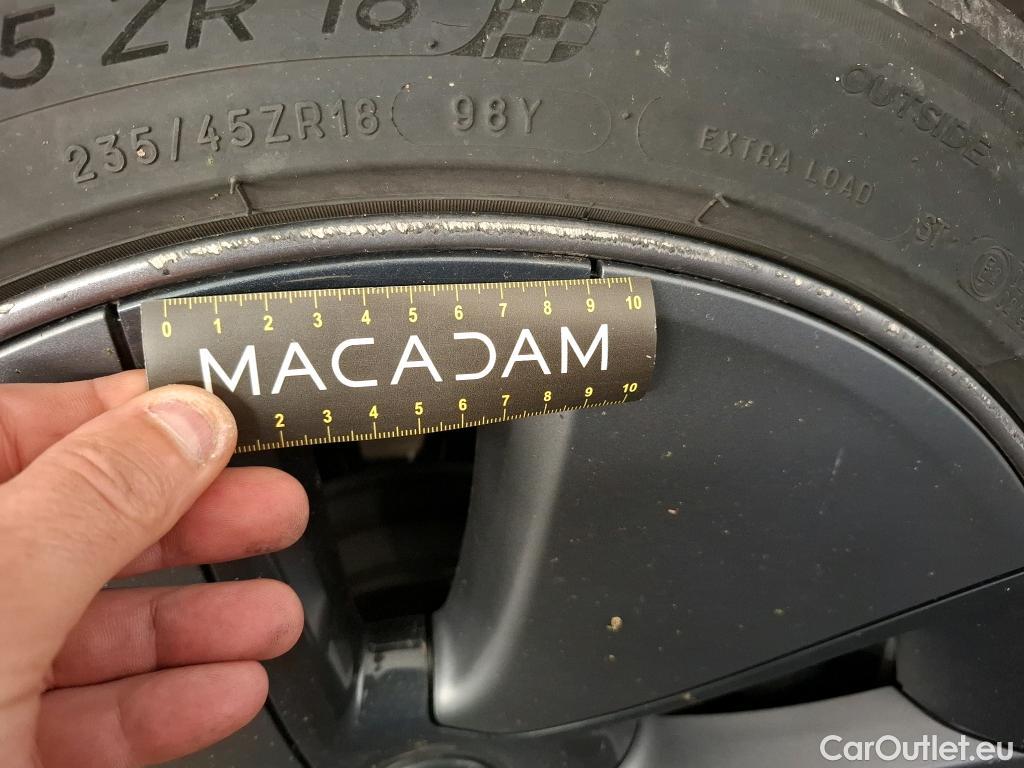 5 ZR 18
235/45ZR18 98Y EXTRA LOAD
OUTSIDE
ST
0 1 2 3 4 5 6 7 8 9 10
MACADAM
2 3 4 5 6 7 8 9 10
CarOutlet.eu